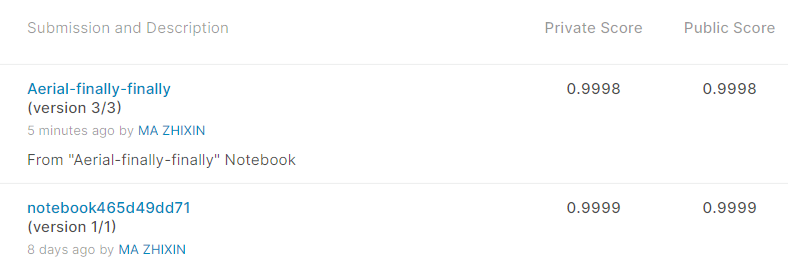 Submission and Description Private Score Public Score
Aerial-finally-finally 0.9998 0.9998
(version 3/3)
5 minutes ago by MA ZHIXIN
From "Aerial-finally-finally" Notebook
notebook465d49dd71 0.9999 0.9999
(version 1/1)
8 days ago by MA ZHIXIN